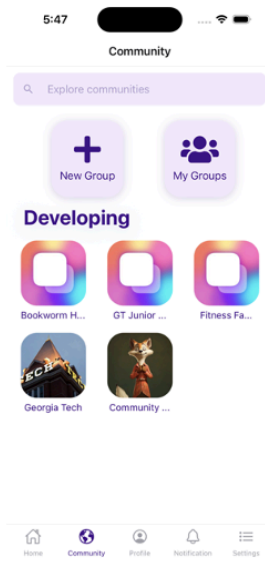 5:47
Community
Explore communities
New Group
My Groups
Developing
Bookworm H...
GT Junior ...
Fitness Fa...
ECH
Georgia Tech
Community ...
Home
Community
Profile
Notification
Settings